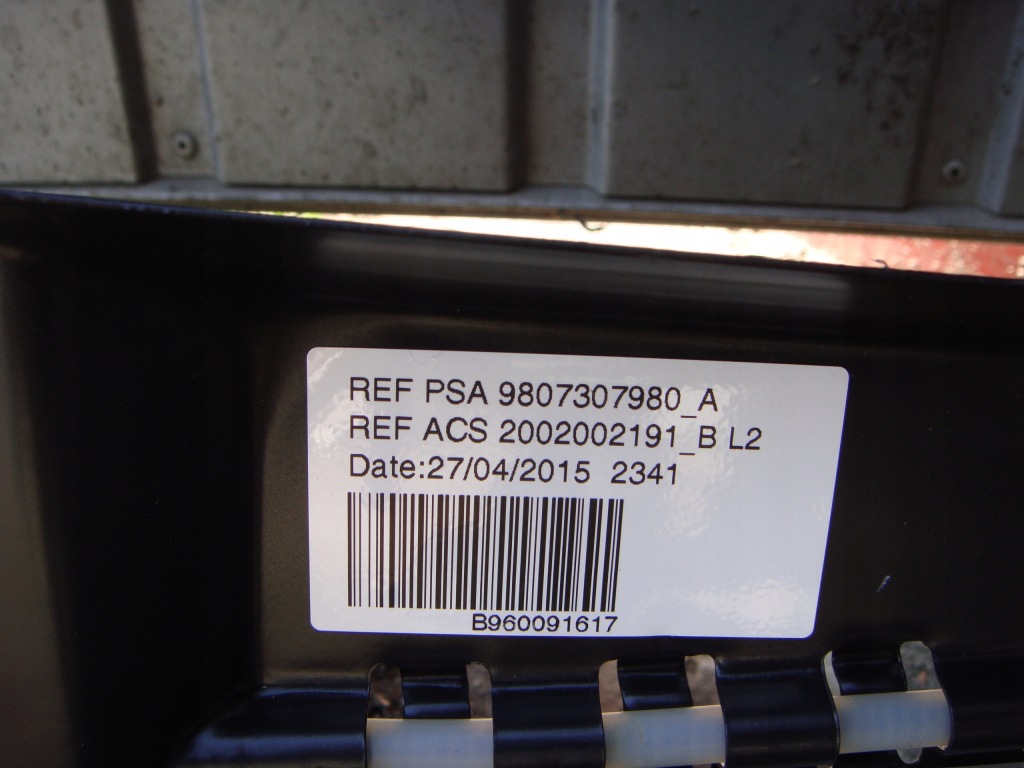 REF PSA 9807307980_A
REF ACS 2002002191_B L2
Date:27/04/2015 2341
B960091617